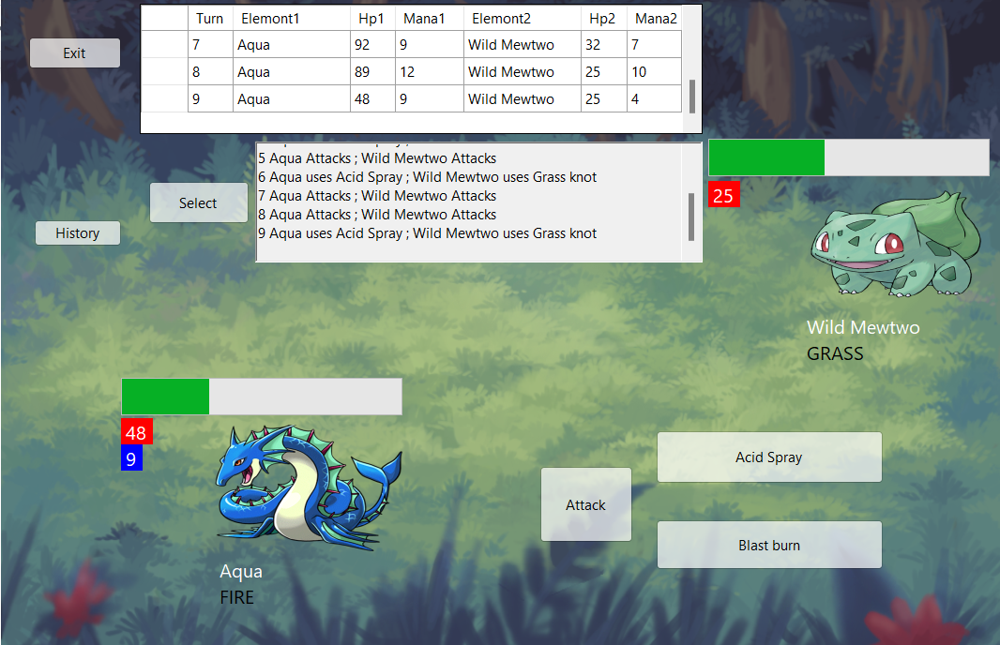 Exit
Turn Elemont1 Hp1 Mana1 Elemont2 Hp2 Mana2
7 Aqua 92 9 Wild Mewtwo 32 7
8 Aqua 89 12 Wild Mewtwo 25 10
9 Aqua 48 9 Wild Mewtwo 25 4
5 Aqua Attacks ; Wild Mewtwo Attacks
6 Aqua uses Acid Spray ; Wild Mewtwo uses Grass knot
7 Aqua Attacks ; Wild Mewtwo Attacks
8 Aqua Attacks ; Wild Mewtwo Attacks
9 Aqua uses Acid Spray ; Wild Mewtwo uses Grass knot
Select
History
25
Wild Mewtwo
GRASS
48
9
Aqua
FIRE
Attack
Acid Spray
Blast burn